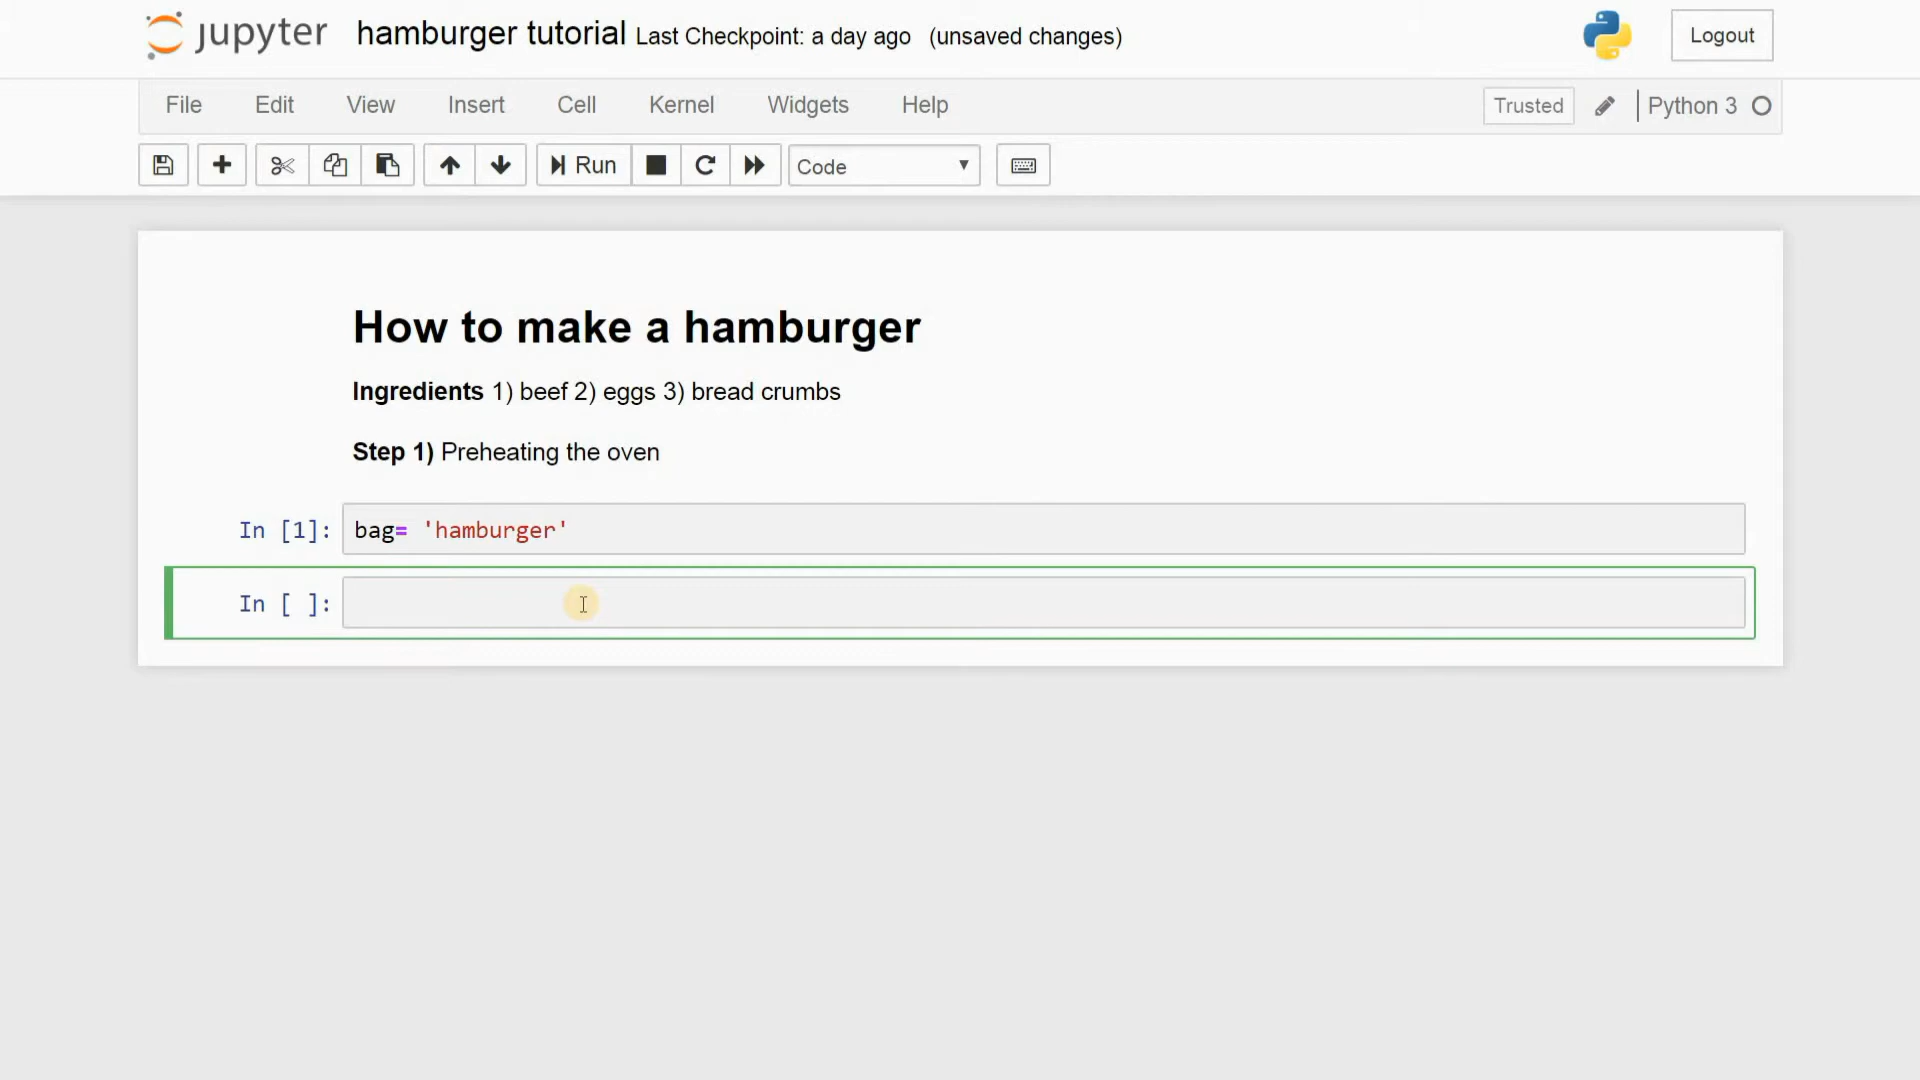 jupyter hamburger tutorial Last Checkpoint: a day ago (unsaved changes) Logout
File Edit View Insert Cell Kernel Widgets Help Trusted Python 3
Run Code
How to make a hamburger
Ingredients 1) beef 2) eggs 3) bread crumbs
Step 1) Preheating the oven
In [1]: bag= 'hamburger'
In [ ]: